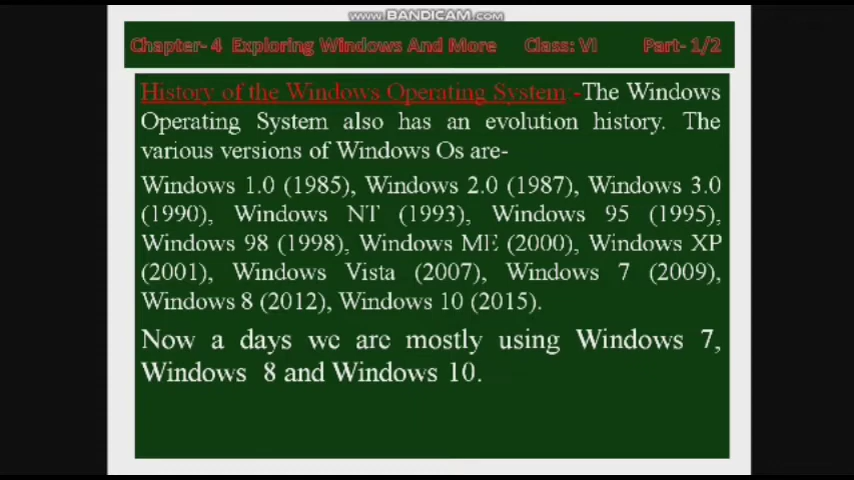 www.BANDICAM.com
Chapter- 4 Exploring Windows And More Class: VI Part- 1/2
History of the Windows Operating System :-The Windows
Operating System also has an evolution history. The
various versions of Windows Os are-
Windows 1.0 (1985), Windows 2.0 (1987), Windows 3.0
(1990), Windows NT (1993), Windows 95 (1995),
Windows 98 (1998), Windows ME (2000), Windows XP
(2001), Windows Vista (2007), Windows 7 (2009),
Windows 8 (2012), Windows 10 (2015).
Now a days we are mostly using Windows 7,
Windows 8 and Windows 10.